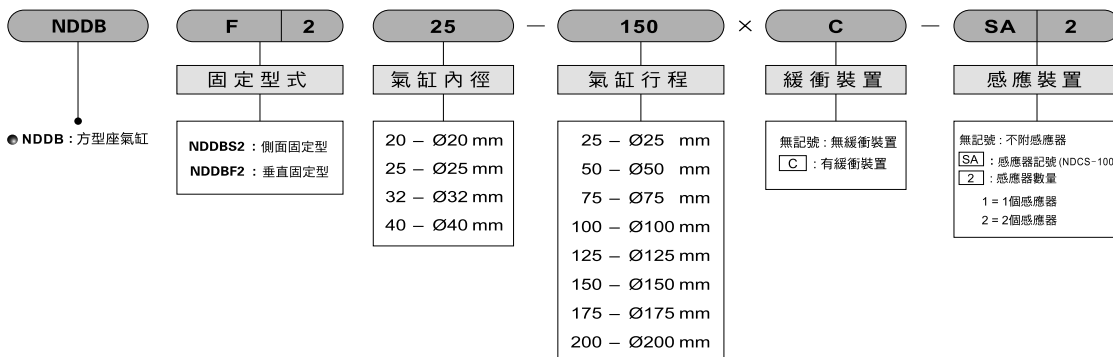 NDDB F 2 25 – 150 × C – SA 2
固定型式 氣缸內徑 氣缸行程 緩衝裝置 感應裝置
NDDB : 方型座氣缸
NDDBS2 : 側面固定型
NDDBF2 : 垂直固定型
20 – Ø20 mm
25 – Ø25 mm
32 – Ø32 mm
40 – Ø40 mm
25 – Ø25 mm
50 – Ø50 mm
75 – Ø75 mm
100 – Ø100 mm
125 – Ø125 mm
150 – Ø150 mm
175 – Ø175 mm
200 – Ø200 mm
無記號 : 無緩衝裝置
C : 有緩衝裝置
無記號 : 不附感應器
SA : 感應器記號 (NDCS-100
2 : 感應器數量
1 = 1個感應器
2 = 2個感應器